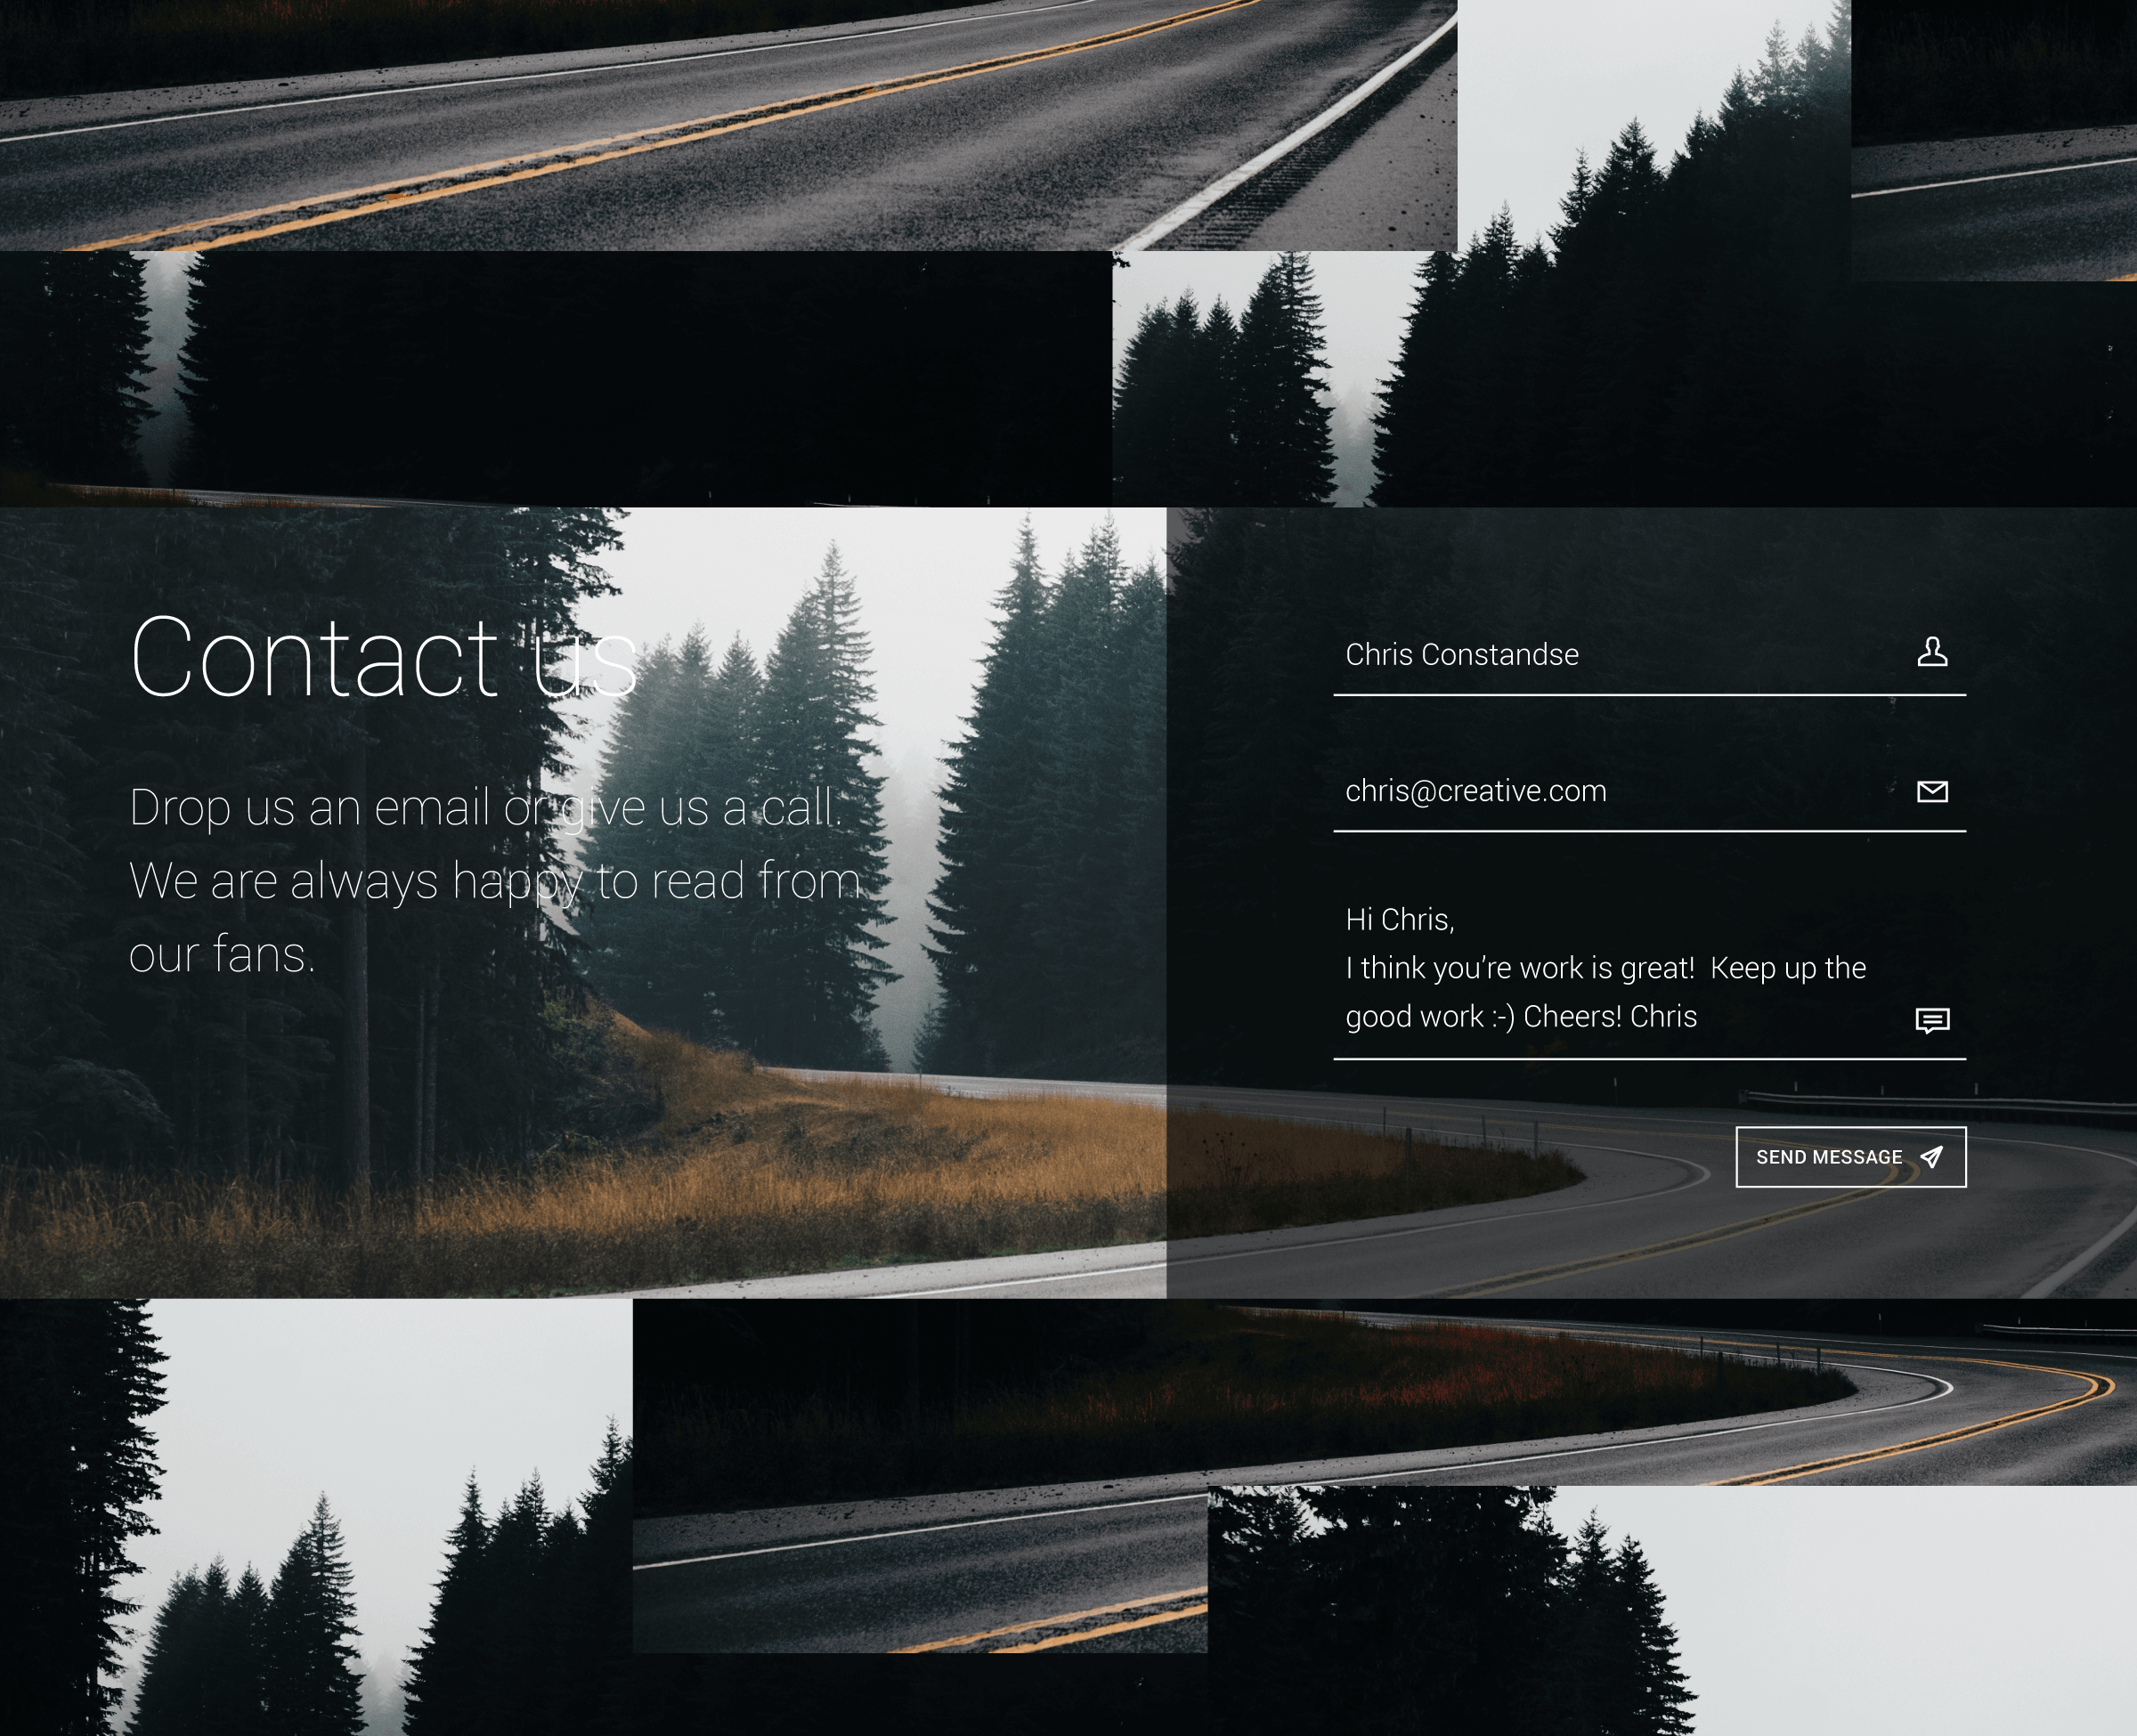 Contact us
Drop us an email or give us a call.
We are always happy to read from
our fans.
Chris Constandse
chris@creative.com
Hi Chris,
I think you’re work is great!  Keep up the
good work :-) Cheers! Chris
SEND MESSAGE